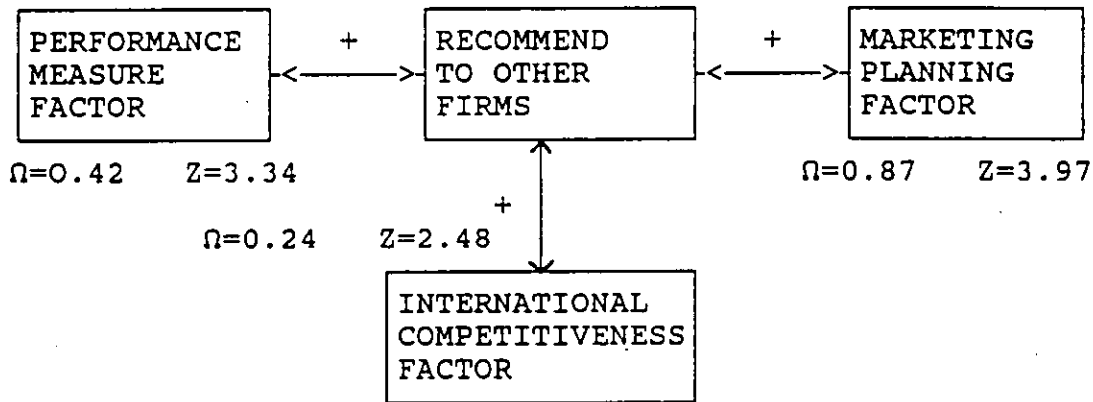 PERFORMANCE
MEASURE
FACTOR
+
RECOMMEND
TO OTHER
FIRMS
+
MARKETING
PLANNING
FACTOR
Ω=0.42 Z=3.34
Ω=0.87 Z=3.97
+
Ω=0.24 Z=2.48
INTERNATIONAL
COMPETITIVENESS
FACTOR